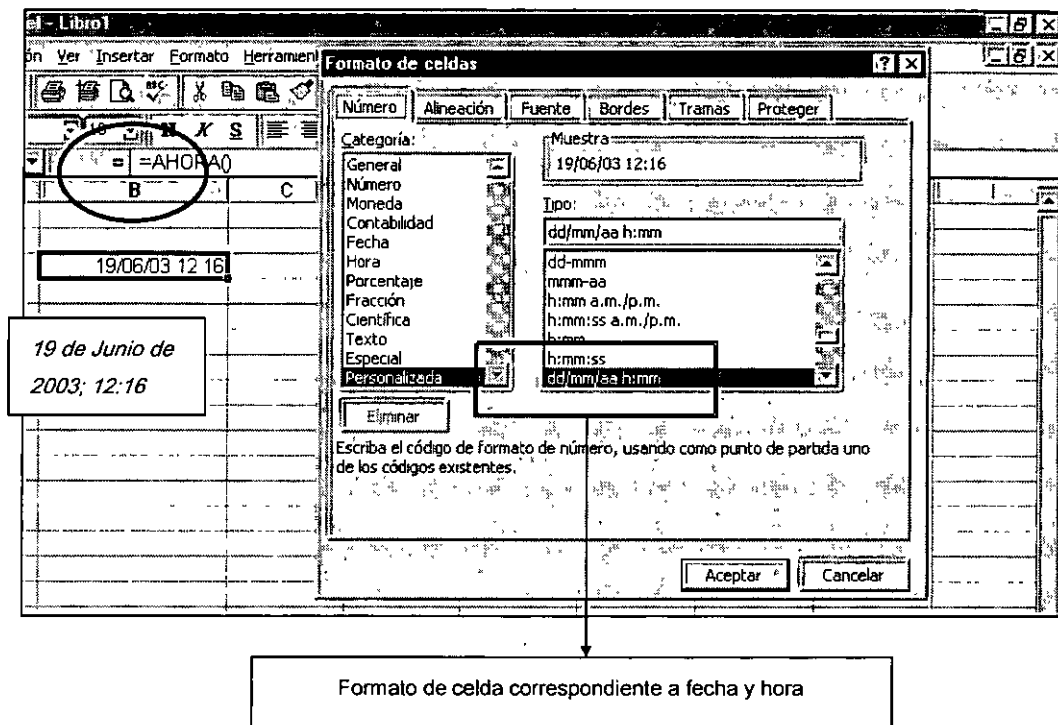 el - Libro1
ón Ver Insertar Formato Herramien
Formato de celdas
Número Alineación Fuente Bordes Tramas Proteger
Categoría:
General
Número
Moneda
Contabilidad
Fecha
Hora
Porcentaje
Fracción
Científica
Texto
Especial
Personalizada
Muestra
19/06/03 12:16
Tipo:
dd/mm/aa h:mm
dd-mmm
mmm-aa
h:mm a.m./p.m.
h:mm:ss a.m./p.m.
h:mm
h:mm:ss
dd/mm/aa h:mm
Eliminar
Escriba el código de formato de número, usando como punto de partida uno
de los códigos existentes.
Aceptar Cancelar
N K S
= =AHORA()
B C I
19/06/03 12 16
19 de Junio de
2003; 12:16
Formato de celda correspondiente a fecha y hora